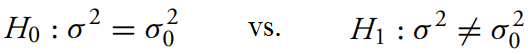 H₀ : σ² = σ₀² vs. H₁ : σ² ≠ σ₀²